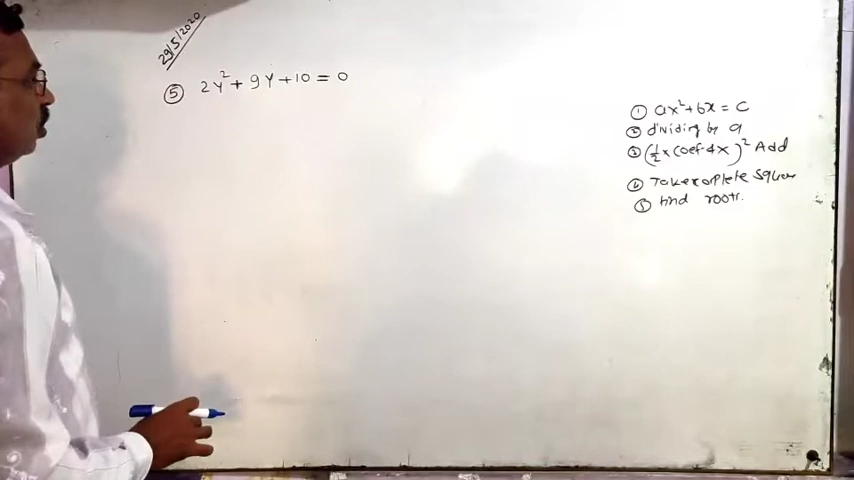 29/5/2020
⑤ 2y² + 9y + 10 = 0
① ax² + bx = c
② dividing by a
③ (½ x coef of x)² Add
④ Take complete square
⑤ find roots.